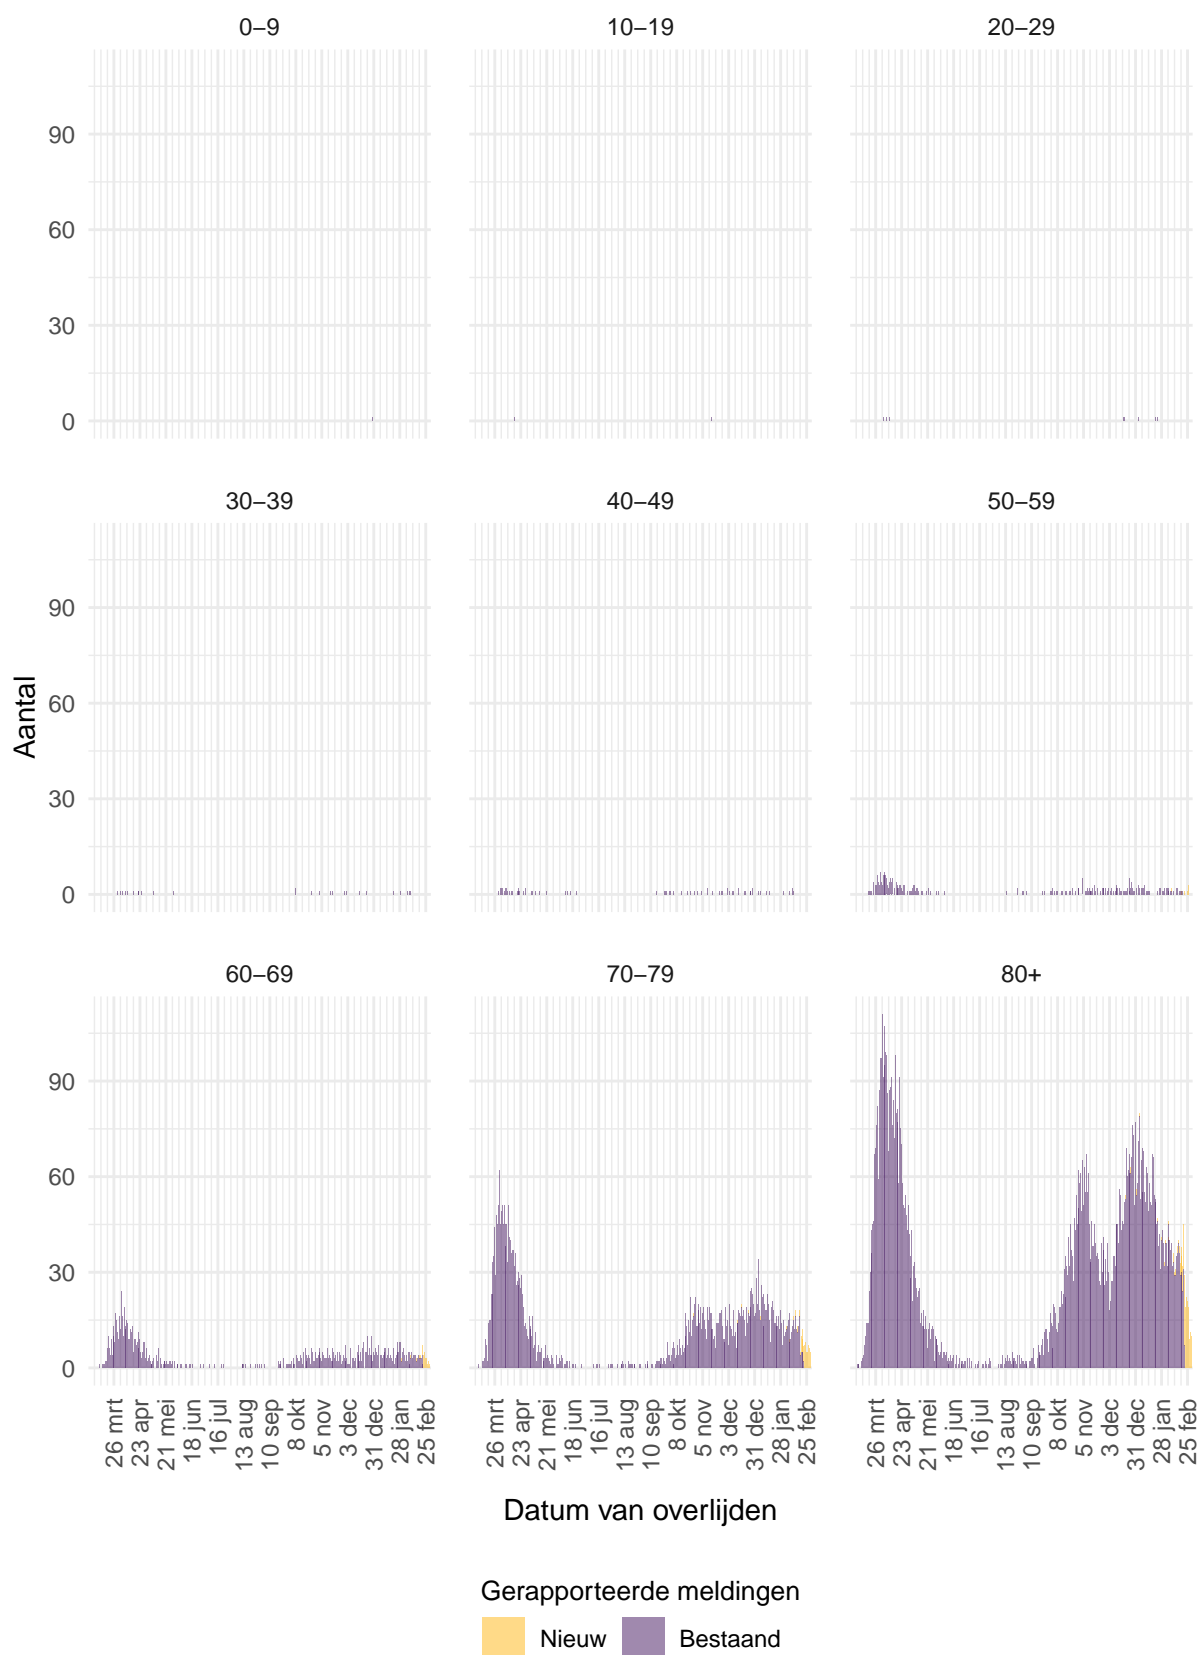 0–9 10–19 20–29
90
60
30
0
30–39 40–49 50–59
90
60
30
0
60–69 70–79 80+
90
60
30
0
Aantal
26 mrt 23 apr 21 mei 18 jun 16 jul 13 aug 10 sep 8 okt 5 nov 3 dec 31 dec 28 jan 25 feb
26 mrt 23 apr 21 mei 18 jun 16 jul 13 aug 10 sep 8 okt 5 nov 3 dec 31 dec 28 jan 25 feb
26 mrt 23 apr 21 mei 18 jun 16 jul 13 aug 10 sep 8 okt 5 nov 3 dec 31 dec 28 jan 25 feb
Datum van overlijden
Gerapporteerde meldingen
Nieuw Bestaand